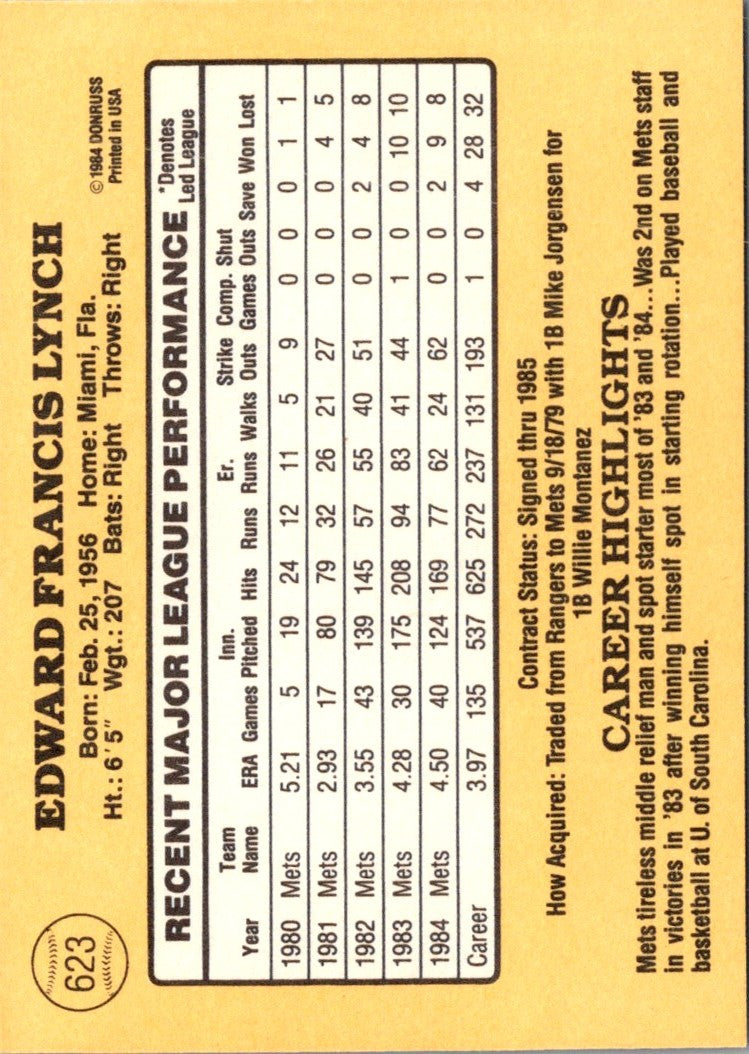 623
EDWARD FRANCIS LYNCH
Born: Feb. 25, 1956 Home: Miami, Fla.
Ht.: 6'5" Wgt.: 207 Bats: Right Throws: Right
© 1984 DONRUSS
Printed in USA
RECENT MAJOR LEAGUE PERFORMANCE *Denotes Led League
Year Team Name ERA Games Inn. Pitched Hits Runs Er. Runs Walks Strike Outs Comp. Games Shut Outs Save Won Lost
1980 Mets 5.21 5 19 24 12 11 5 9 0 0 0 1 1
1981 Mets 2.93 17 80 79 32 26 21 27 0 0 0 4 5
1982 Mets 3.55 43 139 145 57 55 40 51 0 0 2 4 8
1983 Mets 4.28 30 175 208 94 83 41 44 1 0 0 10 10
1984 Mets 4.50 40 124 169 77 62 24 62 0 0 2 9 8
Career 3.97 135 537 625 272 237 131 193 1 0 4 28 32
Contract Status: Signed thru 1985
How Acquired: Traded from Rangers to Mets 9/18/79 with 1B Mike Jorgensen for
1B Willie Montanez
CAREER HIGHLIGHTS
Mets tireless middle relief man and spot starter most of '83 and '84...Was 2nd on Mets staff
in victories in '83 after winning himself spot in starting rotation...Played baseball and
basketball at U. of South Carolina.